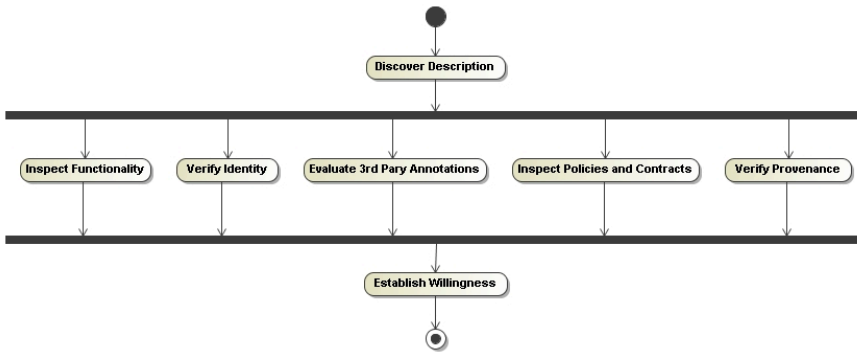 Discover Description
Inspect Functionality
Verify Identity
Evaluate 3rd Pary Annotations
Inspect Policies and Contracts
Verify Provenance
Establish Willingness